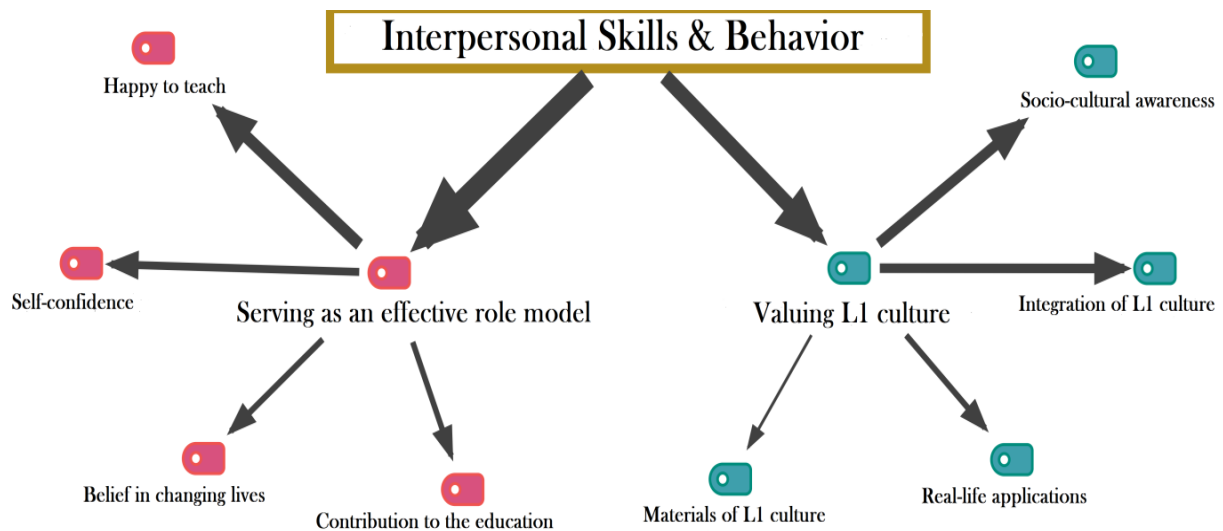 Interpersonal Skills & Behavior
Happy to teach
Socio-cultural awareness
Self-confidence
Serving as an effective role model
Valuing L1 culture
Integration of L1 culture
Belief in changing lives
Contribution to the education
Materials of L1 culture
Real-life applications